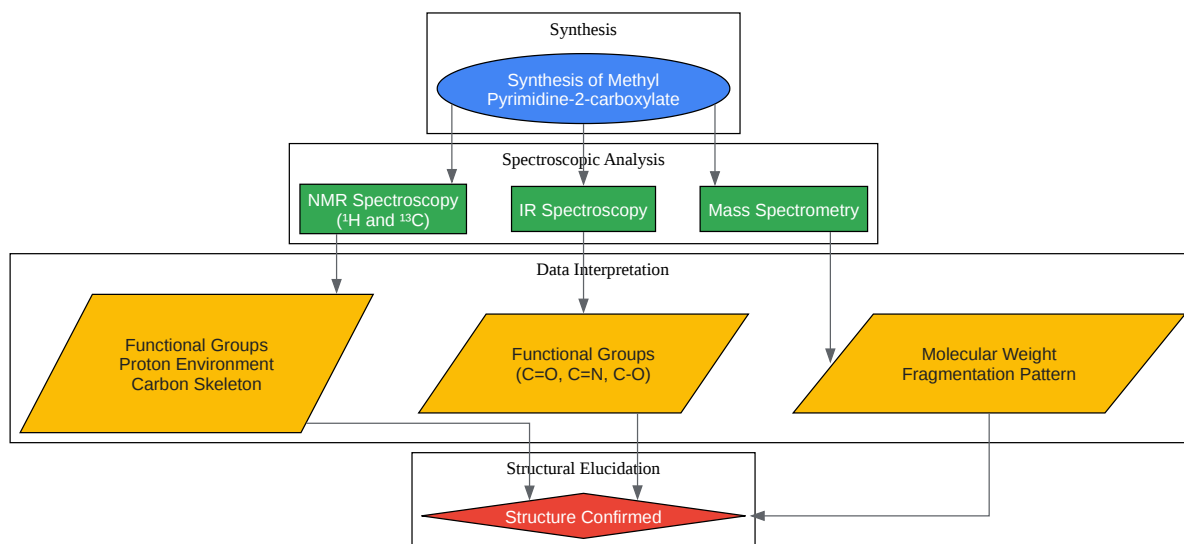 Synthesis
Synthesis of Methyl
Pyrimidine-2-carboxylate
Spectroscopic Analysis
NMR Spectroscopy
(¹H and ¹³C)
IR Spectroscopy
Mass Spectrometry
Data Interpretation
Functional Groups
Proton Environment
Carbon Skeleton
Functional Groups
(C=O, C=N, C-O)
Molecular Weight
Fragmentation Pattern
Structural Elucidation
Structure Confirmed